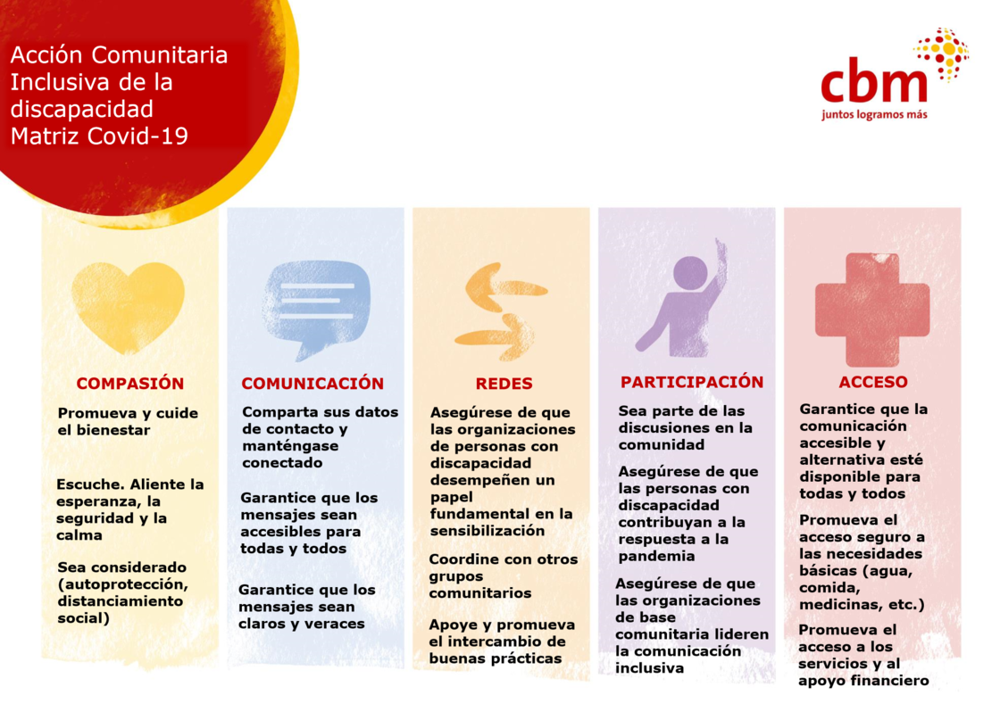 Acción Comunitaria
Inclusiva de la
discapacidad
Matriz Covid-19
cbm
juntos logramos más
COMPASIÓN
Promueva y cuide
el bienestar
Escuche. Aliente la
esperanza, la
seguridad y la
calma
Sea considerado
(autoprotección,
distanciamiento
social)
COMUNICACIÓN
Comparta sus datos
de contacto y
manténgase
conectado
Garantice que los
mensajes sean
accesibles para
todas y todos
Garantice que los
mensajes sean
claros y veraces
REDES
Asegúrese de que
las organizaciones
de personas con
discapacidad
desempeñen un
papel
fundamental en la
sensibilización
Coordine con otros
grupos
comunitarios
Apoye y promueva
el intercambio de
buenas prácticas
PARTICIPACIÓN
Sea parte de las
discusiones en la
comunidad
Asegúrese de que
las personas con
discapacidad
contribuyan a la
respuesta a la
pandemia
Asegúrese de que
las organizaciones
de base
comunitaria lideren
la comunicación
inclusiva
ACCESO
Garantice que la
comunicación
accesible y
alternativa esté
disponible para
todas y todos
Promueva el
acceso seguro a
las necesidades
básicas (agua,
comida,
medicinas, etc.)
Promueva el
acceso a los
servicios y al
apoyo financiero